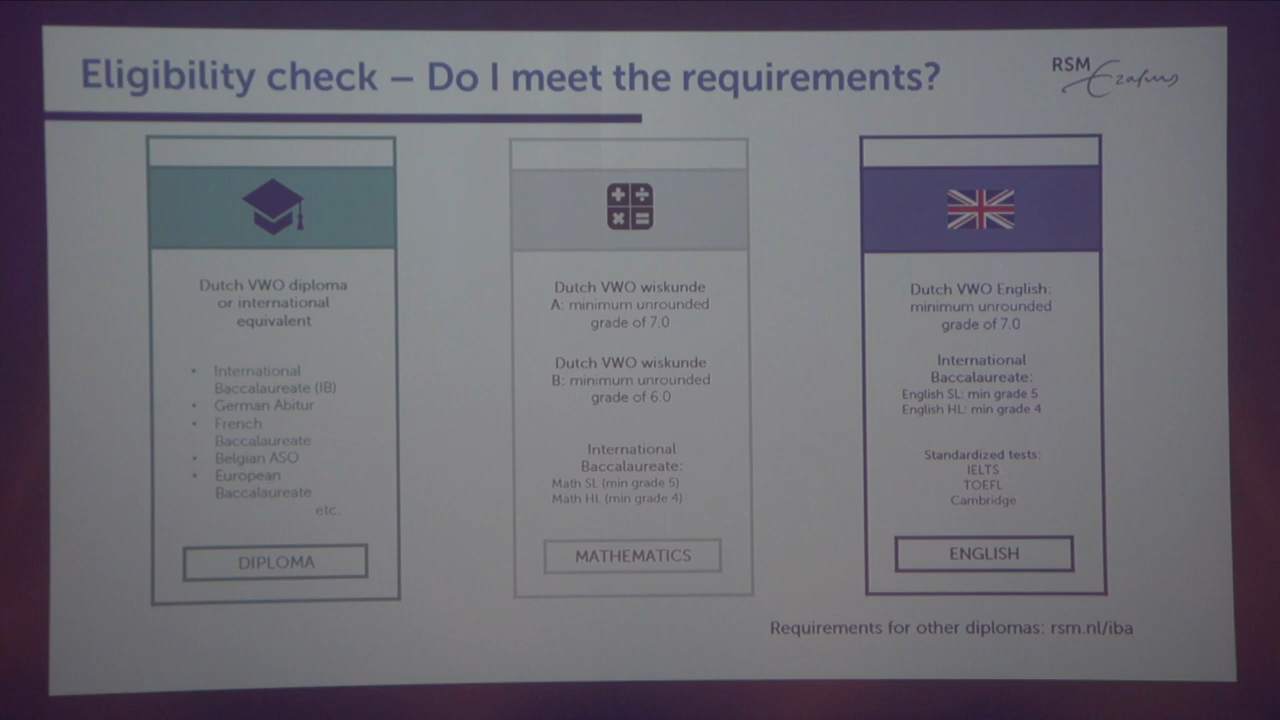 Eligibility check – Do I meet the requirements?
RSM
Erasmus
Dutch VWO diploma
or international
equivalent
• International
Baccalaureate (IB)
• German Abitur
• French
Baccalaureate
• Belgian ASO
• European
Baccalaureate
etc.
DIPLOMA
Dutch VWO wiskunde
A: minimum unrounded
grade of 7.0
Dutch VWO wiskunde
B: minimum unrounded
grade of 6.0
International
Baccalaureate:
Math SL (min grade 5)
Math HL (min grade 4)
MATHEMATICS
Dutch VWO English:
minimum unrounded
grade of 7.0
International
Baccalaureate:
English SL: min grade 5
English HL: min grade 4
Standardized tests:
IELTS
TOEFL
Cambridge
ENGLISH
Requirements for other diplomas: rsm.nl/iba